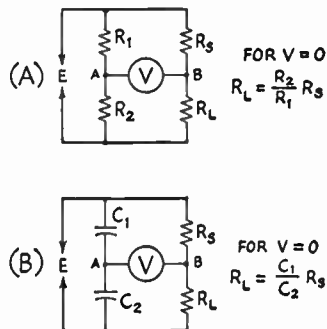 (A)
E
R1
RS
A
V
B
R2
RL
FOR V = 0
RL = R2/R1 RS
(B)
E
C1
RS
A
V
B
C2
RL
FOR V = 0
RL = C1/C2 RS